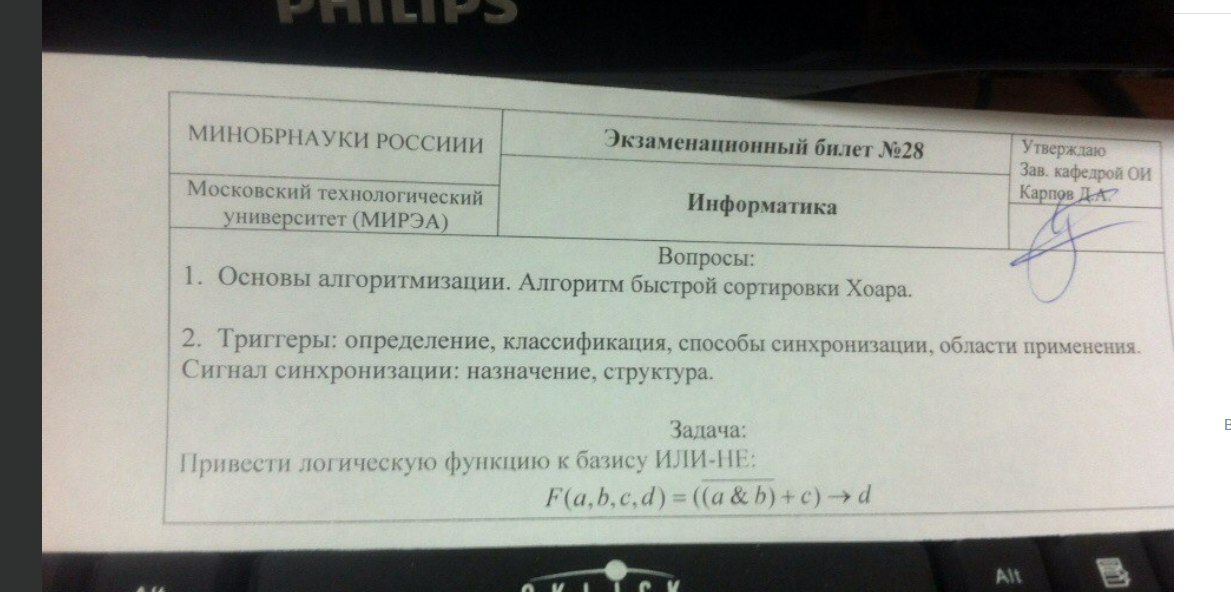 PHILIPS
МИНОБРНАУКИ РОССИИИ
Экзаменационный билет №28
Утверждаю
Зав. кафедрой ОИ
Карпов Д.А.
Московский технологический
университет (МИРЭА)
Информатика
Вопросы:
1. Основы алгоритмизации. Алгоритм быстрой сортировки Хоара.
2. Триггеры: определение, классификация, способы синхронизации, области применения.
Сигнал синхронизации: назначение, структура.
Задача:
Привести логическую функцию к базису ИЛИ-НЕ:
F(a,b,c,d) = ((\overline{a & b}) + c) → d
Alt